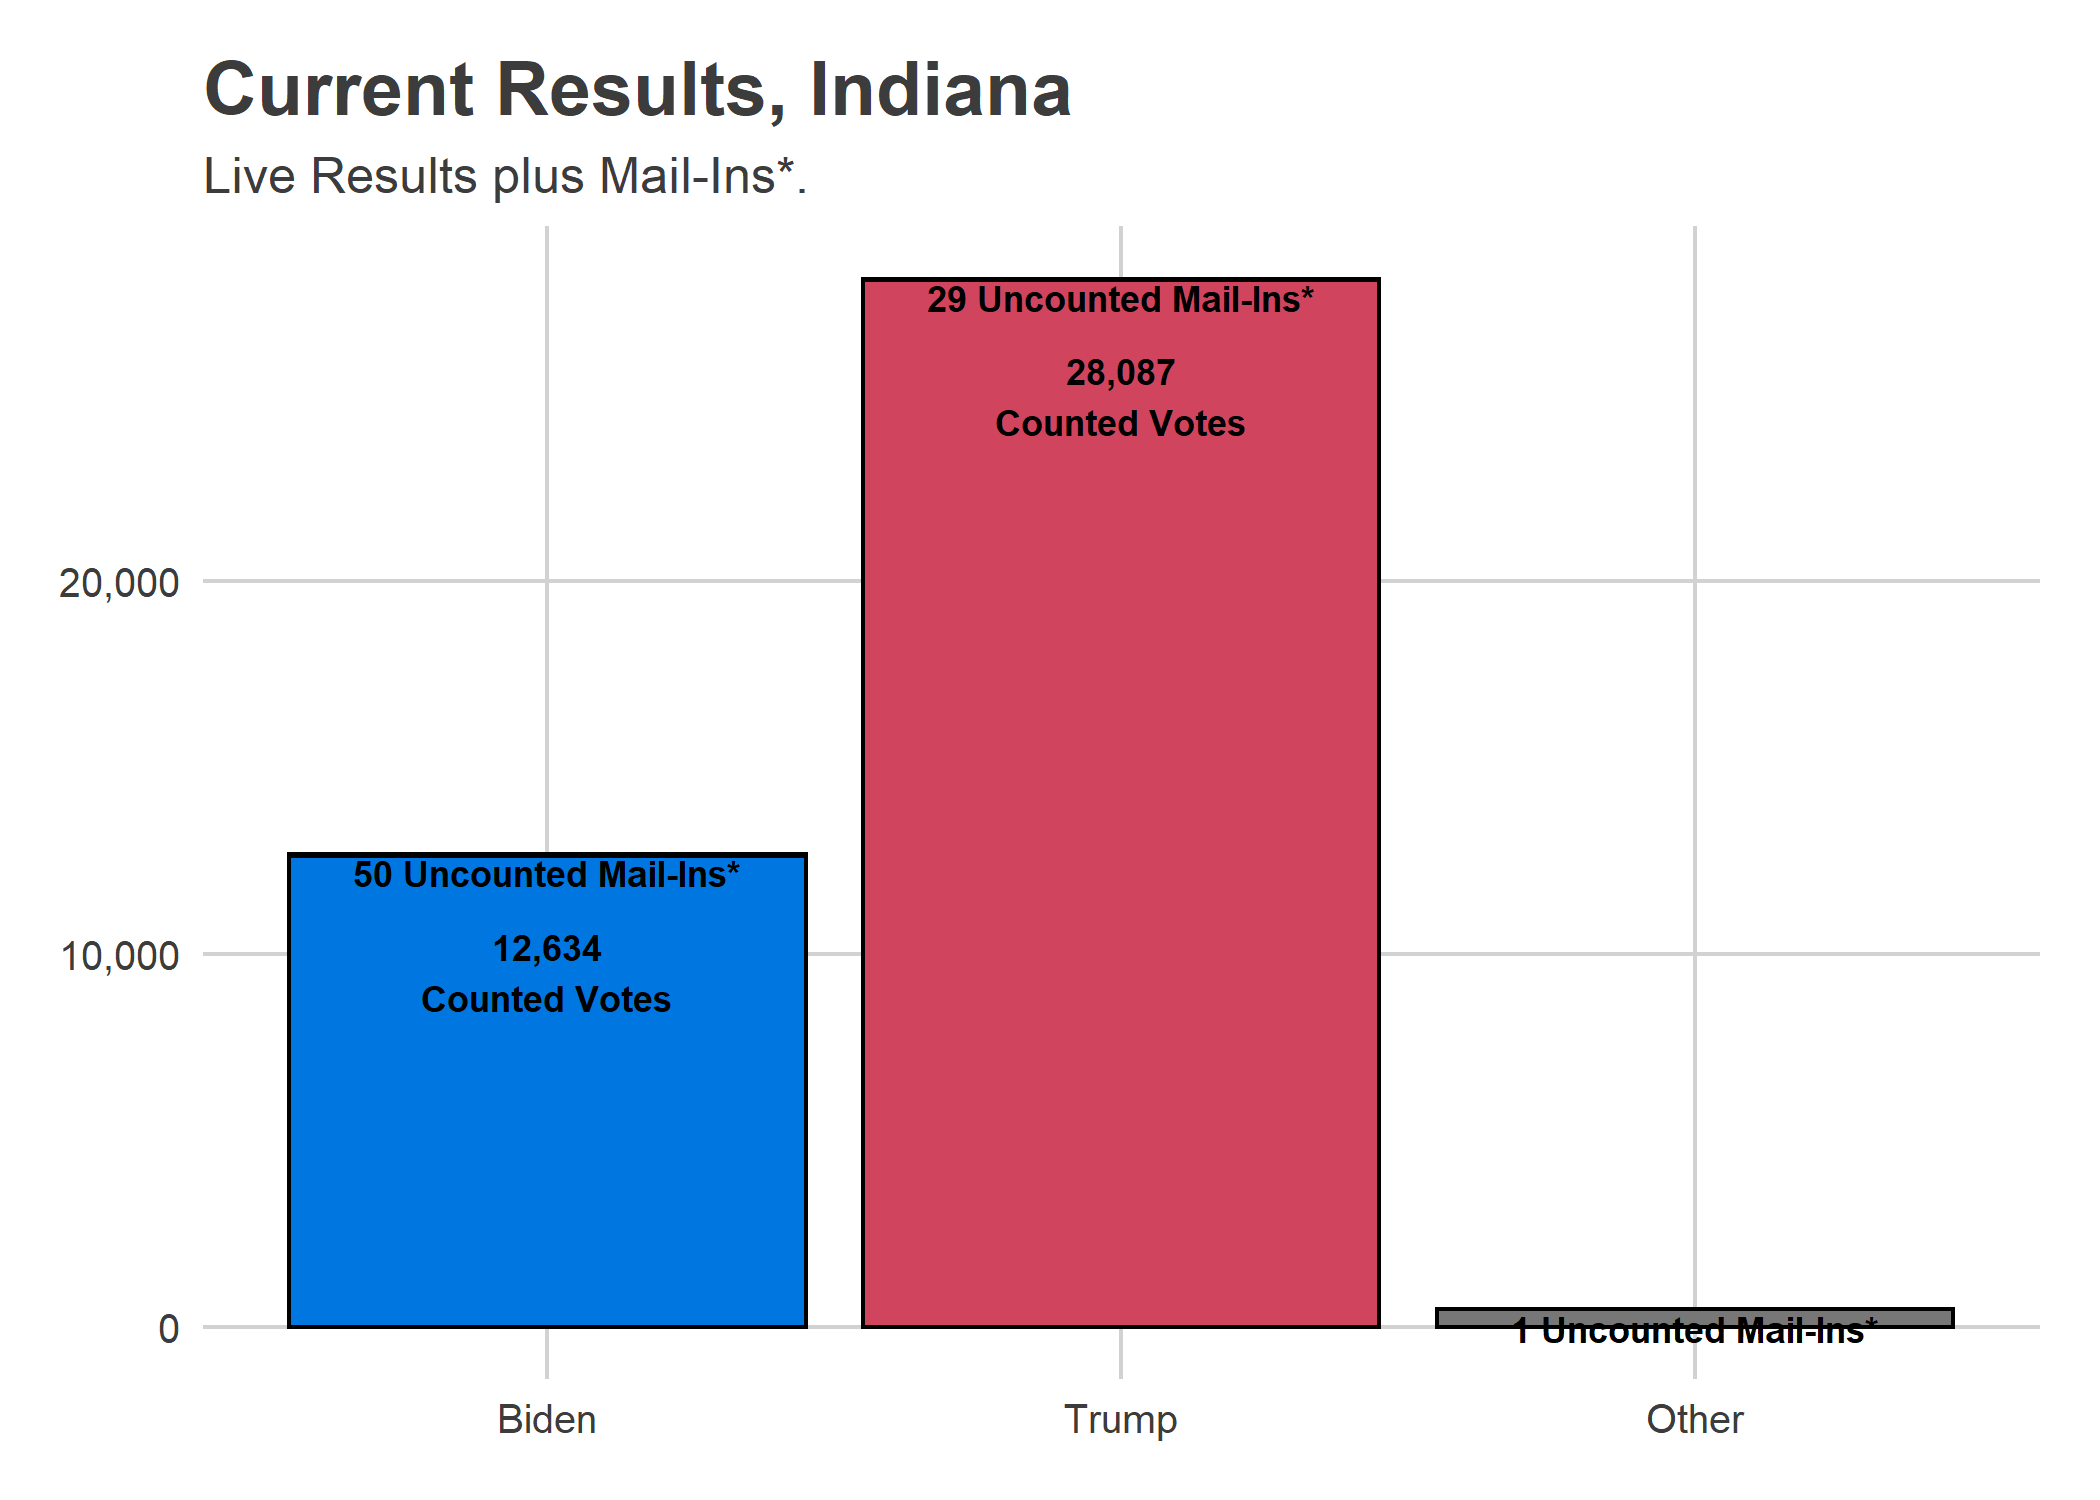 Current Results, Indiana
Live Results plus Mail-Ins*.
29 Uncounted Mail-Ins*
28,087
Counted Votes
20,000
50 Uncounted Mail-Ins*
12,634
Counted Votes
10,000
0
1 Uncounted Mail-Ins*
Biden
Trump
Other